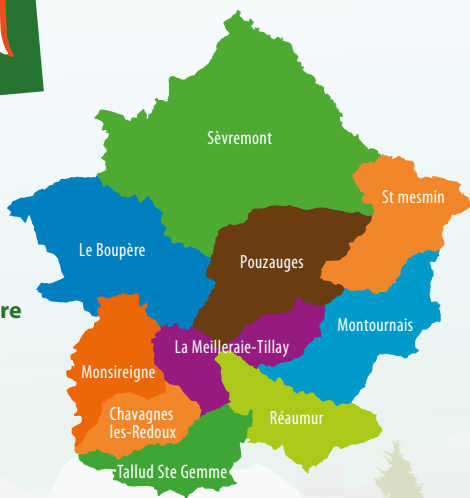 Sèvremont
St mesmin
Le Boupère
Pouzauges
re
Montournais
La Meilleraie-Tillay
Monsireigne
Chavagnes
les-Redoux
Réaumur
Tallud Ste Gemme